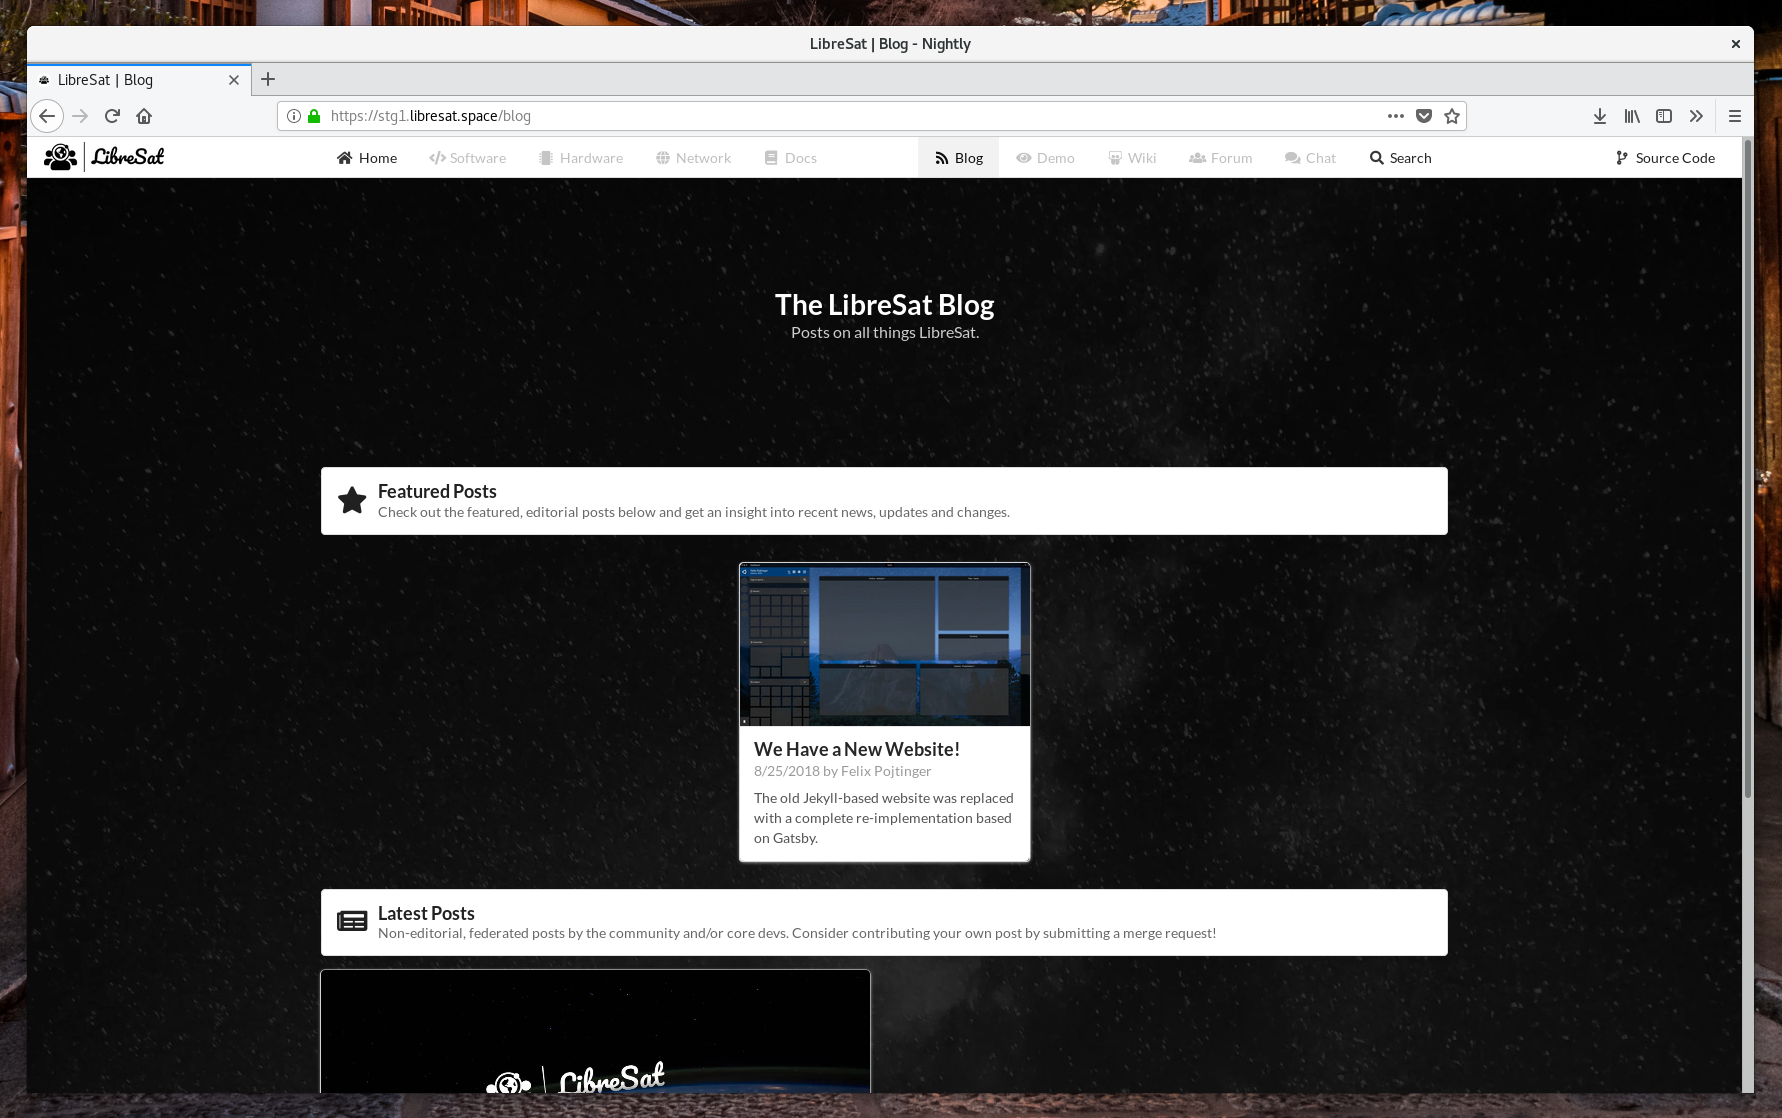 LibreSat | Blog - Nightly
LibreSat | Blog
https://stg1.libresat.space/blog
LibreSat
Home
Software
Hardware
Network
Docs
Blog
Demo
Wiki
Forum
Chat
Search
Source Code
The LibreSat Blog
Posts on all things LibreSat.
Featured Posts
Check out the featured, editorial posts below and get an insight into recent news, updates and changes.
We Have a New Website!
8/25/2018 by Felix Pojtinger
The old Jekyll-based website was replaced
with a complete re-implementation based
on Gatsby.
Latest Posts
Non-editorial, federated posts by the community and/or core devs. Consider contributing your own post by submitting a merge request!
LibreSat